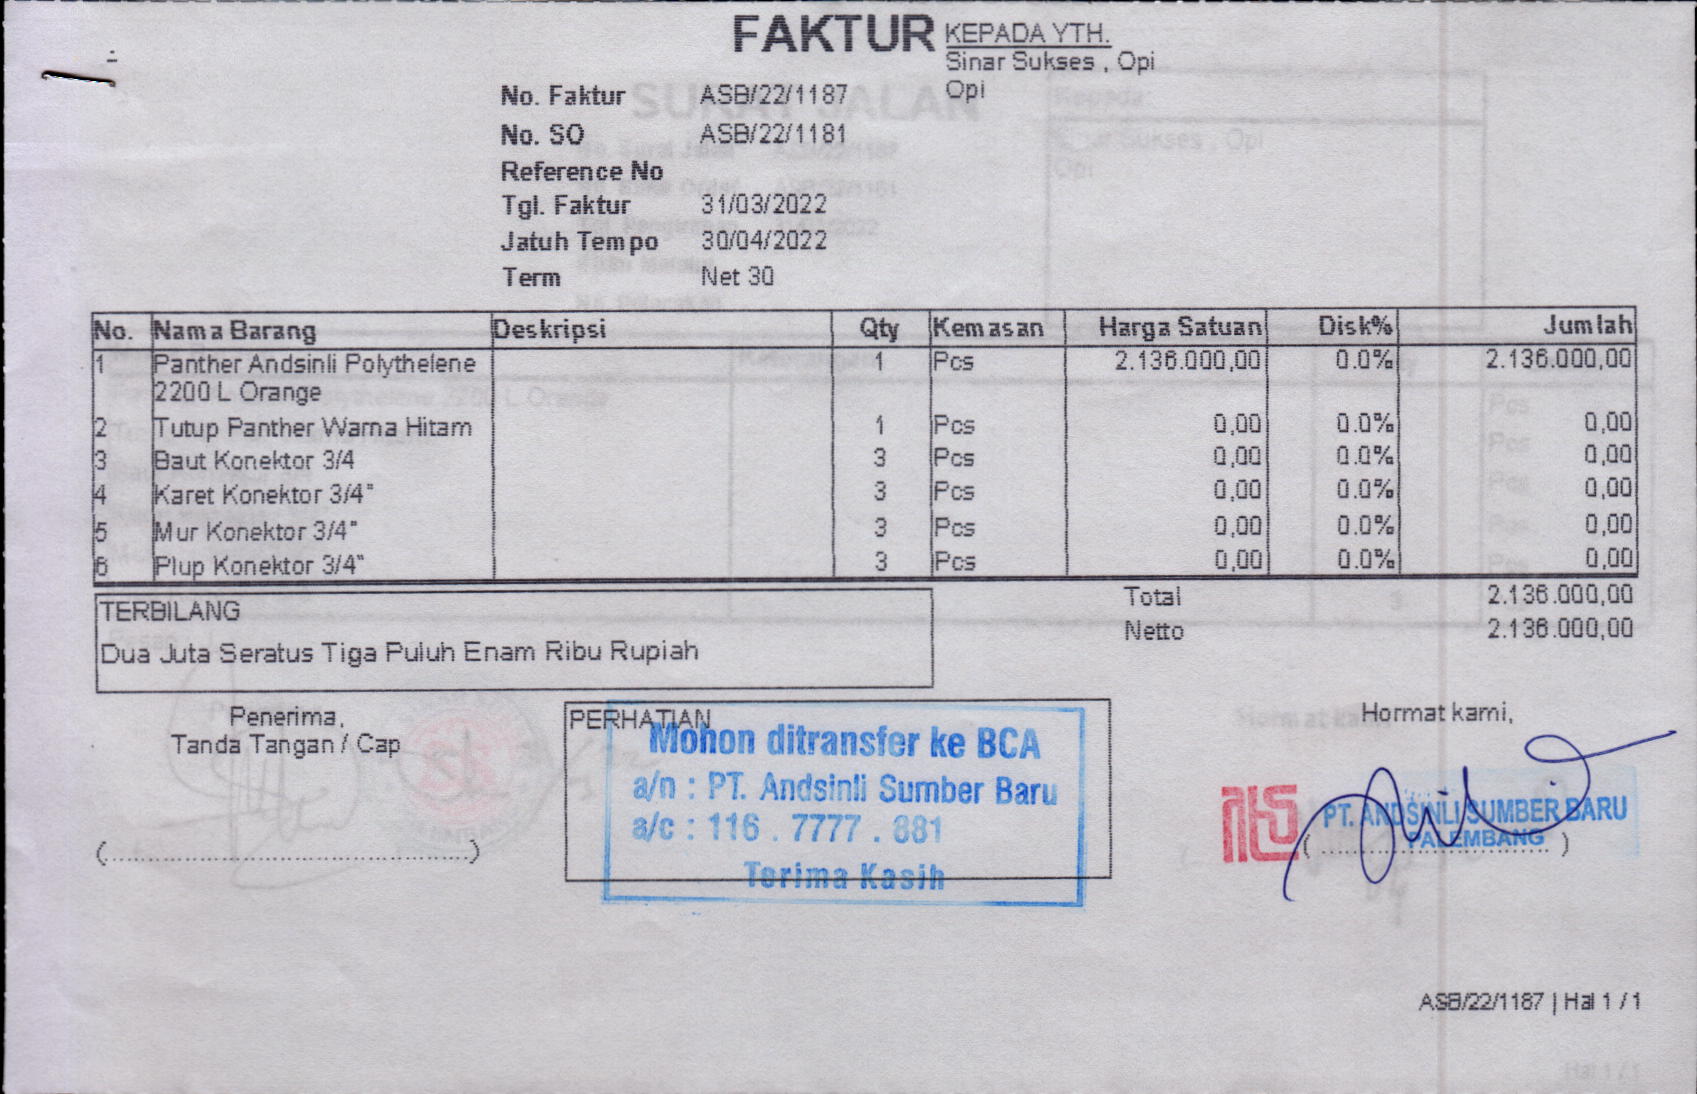 FAKTUR
KEPADA YTH.
Sinar Sukses , Opi
Opi
No. Faktur ASB/22/1187
No. SO ASB/22/1181
Reference No
Tgl. Faktur 31/03/2022
Jatuh Tempo 30/04/2022
Term Net 30
No. Nama Barang Deskripsi Qty Kemasan Harga Satuan Disk% Jumlah
1 Panther Andsinli Polythelene 1 Pcs 2.136.000,00 0.0% 2.136.000,00
2200 L Orange
2 Tutup Panther Warna Hitam 1 Pcs 0,00 0.0% 0,00
3 Baut Konektor 3/4 3 Pcs 0,00 0.0% 0,00
4 Karet Konektor 3/4" 3 Pcs 0,00 0.0% 0,00
5 Mur Konektor 3/4" 3 Pcs 0,00 0.0% 0,00
6 Plup Konektor 3/4" 3 Pcs 0,00 0.0% 0,00
Total 2.136.000,00
Netto 2.136.000,00
TERBILANG
Dua Juta Seratus Tiga Puluh Enam Ribu Rupiah
Penerima,
Tanda Tangan / Cap
(........................................)
PERHATIAN
Mohon ditransfer ke BCA
a/n : PT. Andsinli Sumber Baru
a/c : 116 . 7777 . 881
Terima Kasih
Hormat kami,
PT. ANDSINLI SUMBER BARU
PALEMBANG
( ........................ )
ASB/22/1187 | Hal 1 / 1